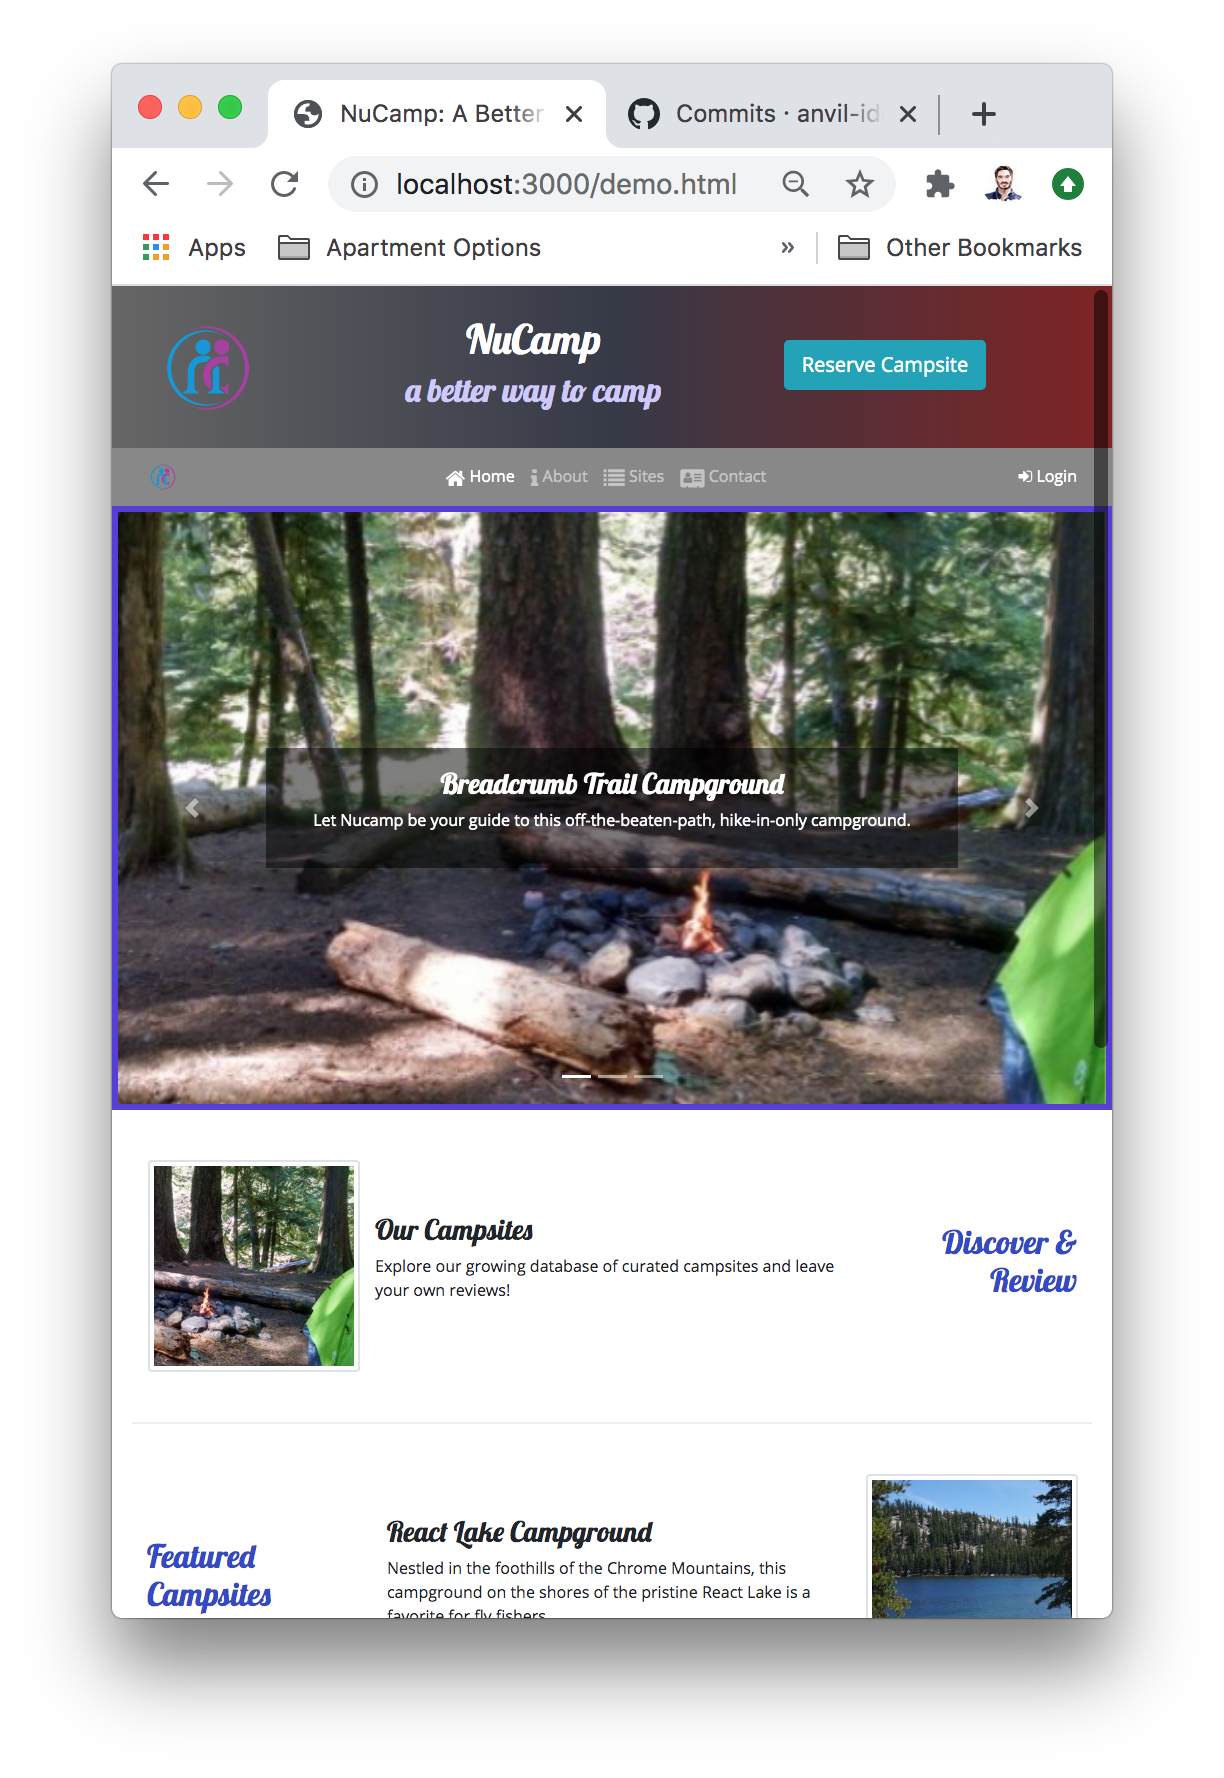 NuCamp: A Better
Commits · anvil-id
localhost:3000/demo.html
Apps
Apartment Options
»
Other Bookmarks
NuCamp
a better way to camp
Reserve Campsite
Home
About
Sites
Contact
Login
Breadcrumb Trail Campground
Let Nucamp be your guide to this off-the-beaten-path, hike-in-only campground.
Our Campsites
Explore our growing database of curated campsites and leave
your own reviews!
Discover &
Review
Featured
Campsites
React Lake Campground
Nestled in the foothills of the Chrome Mountains, this
campground on the shores of the pristine React Lake is a
favorite for fly fishers